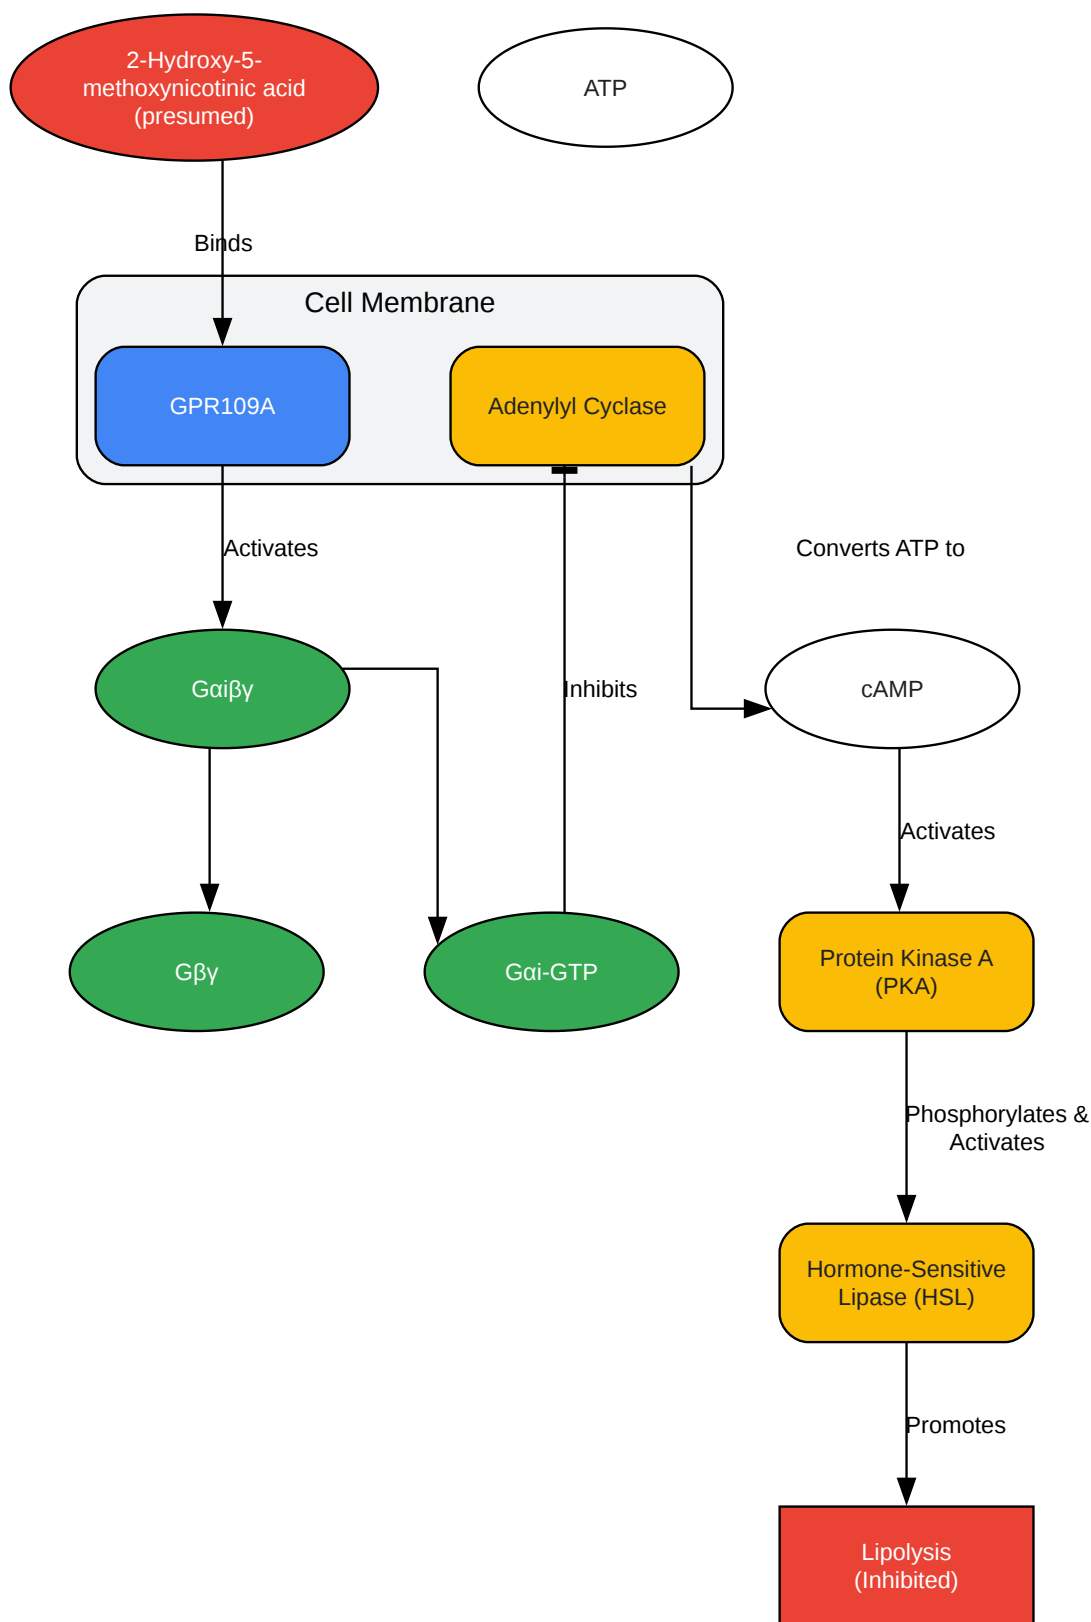 2-Hydroxy-5-
methoxynicotinic acid
(presumed)
ATP
Binds
Cell Membrane
GPR109A
Adenylyl Cyclase
Activates
Converts ATP to
Gαiβγ
Inhibits
cAMP
Activates
Gβγ
Gαi-GTP
Protein Kinase A
(PKA)
Phosphorylates &
Activates
Hormone-Sensitive
Lipase (HSL)
Promotes
Lipolysis
(Inhibited)